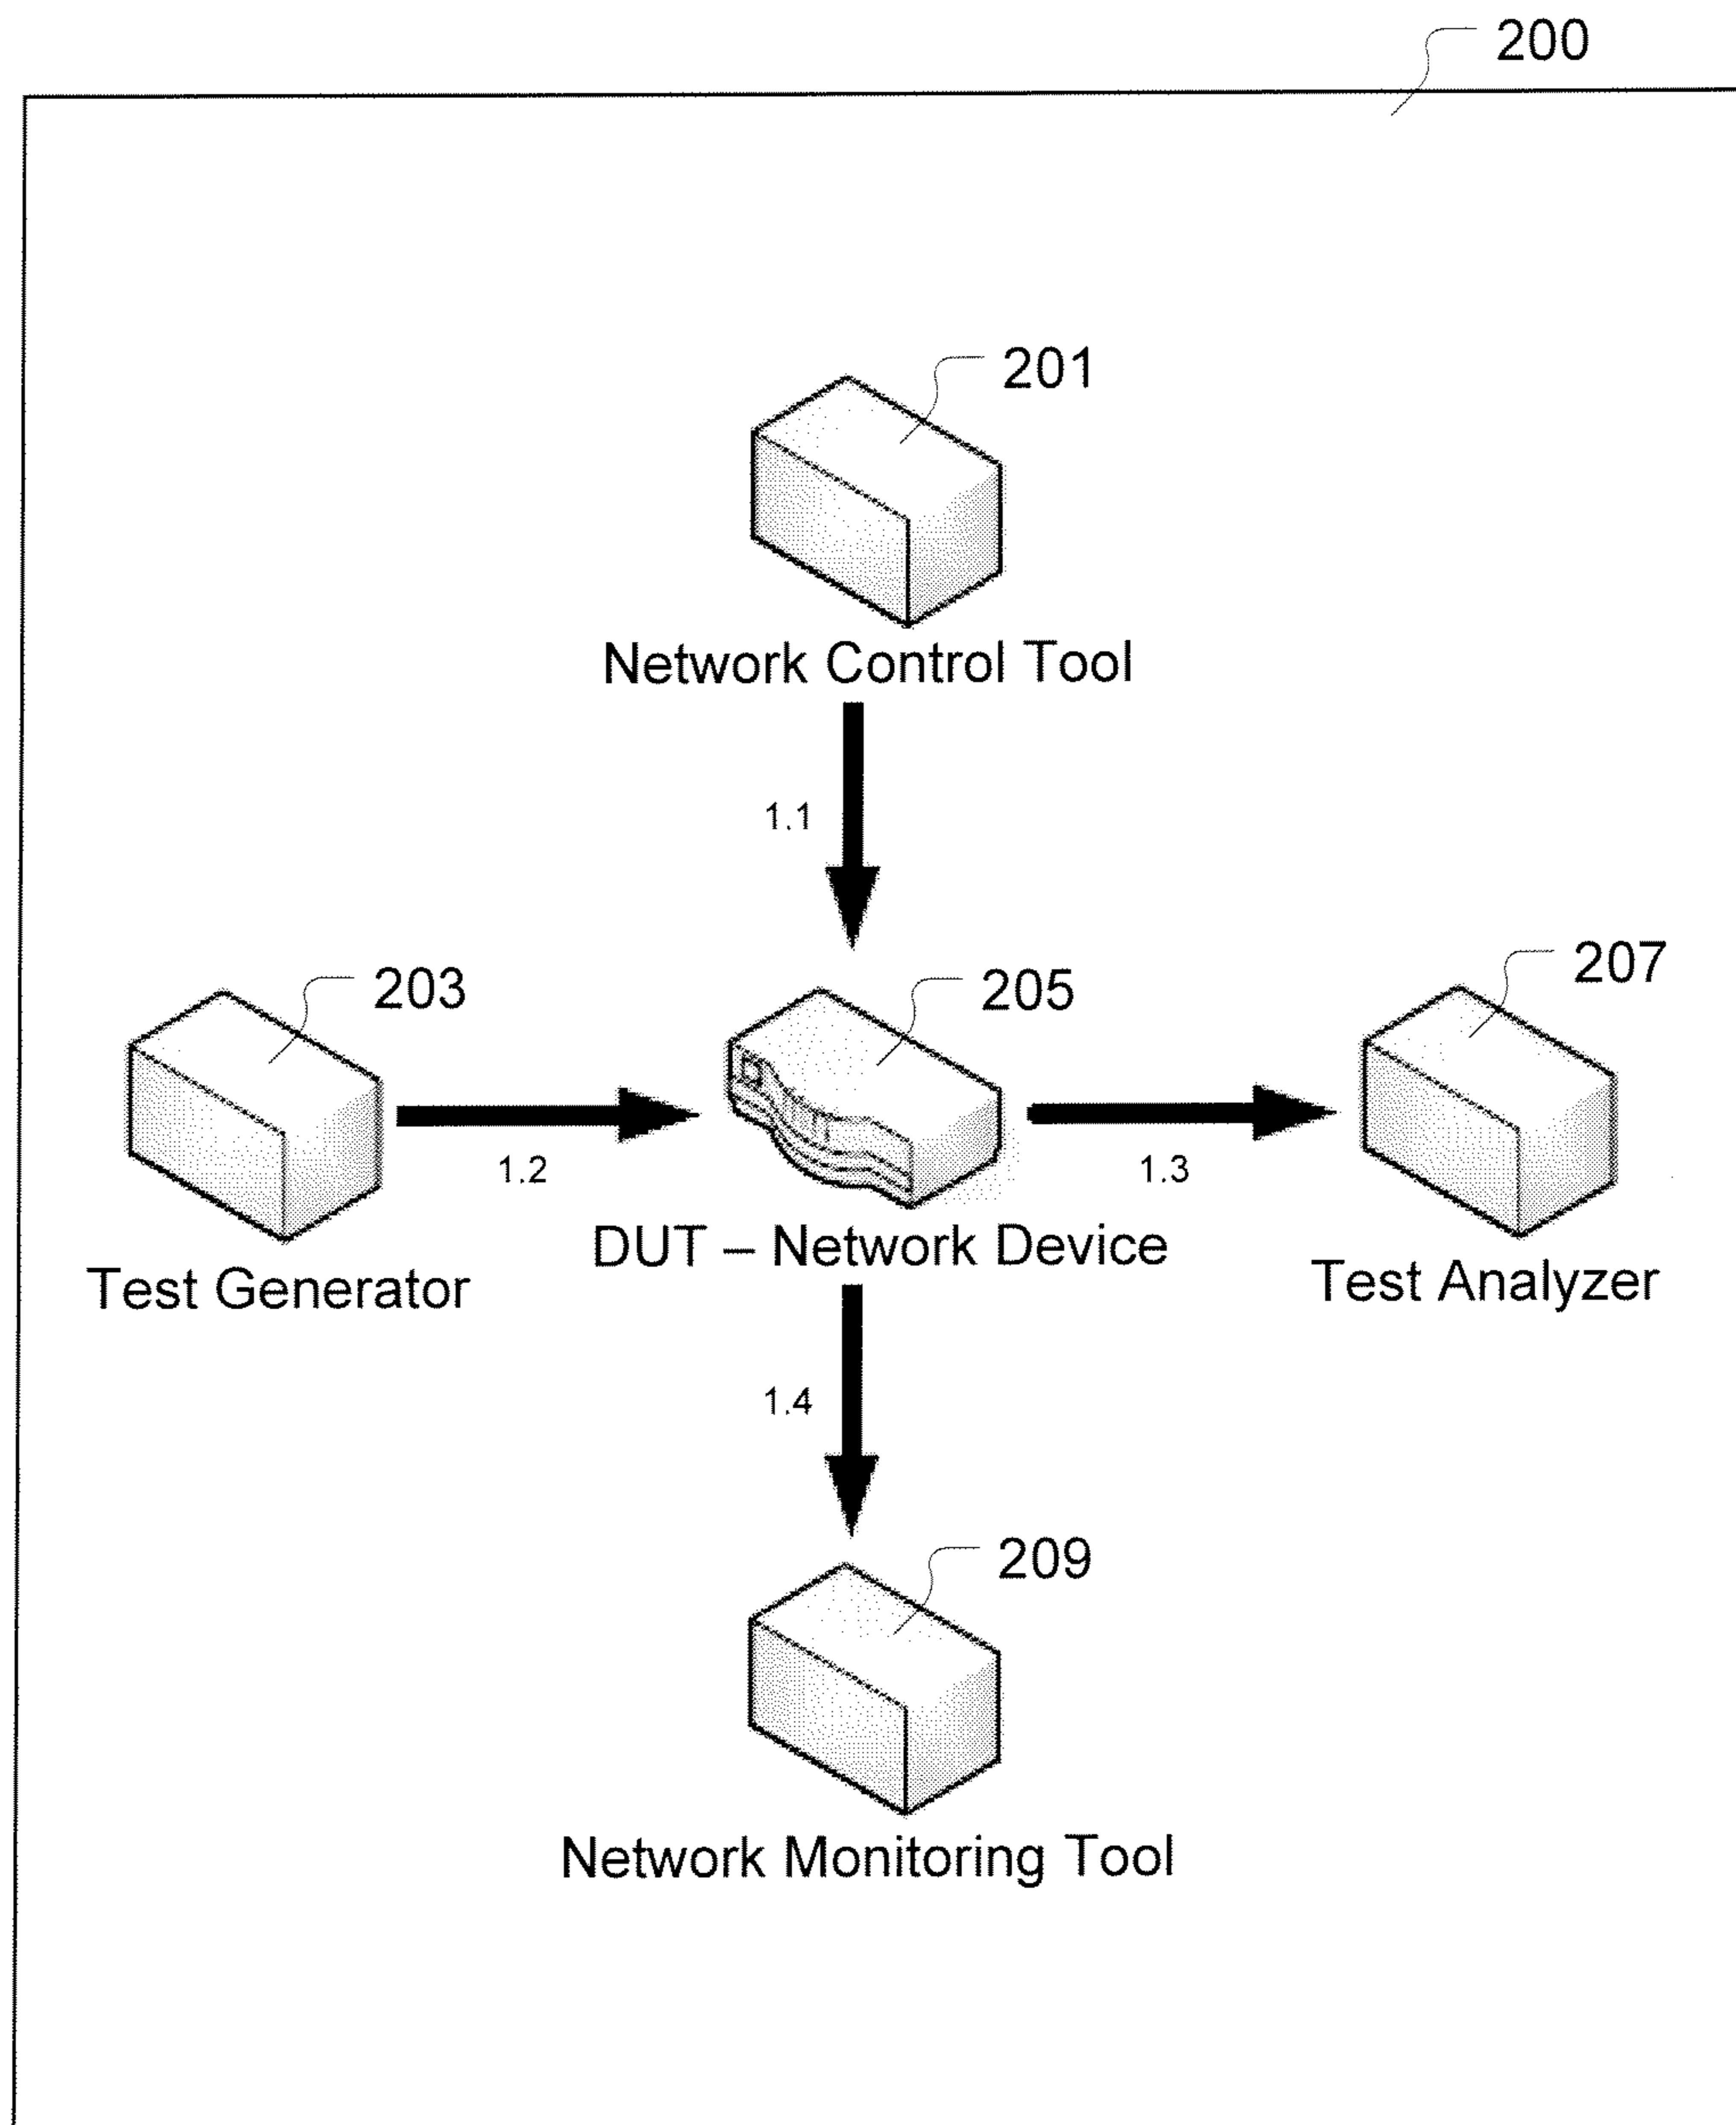 200
201
Network Control Tool
1.1
203
205
207
1.2
1.3
DUT – Network Device
Test Generator
Test Analyzer
1.4
209
Network Monitoring Tool